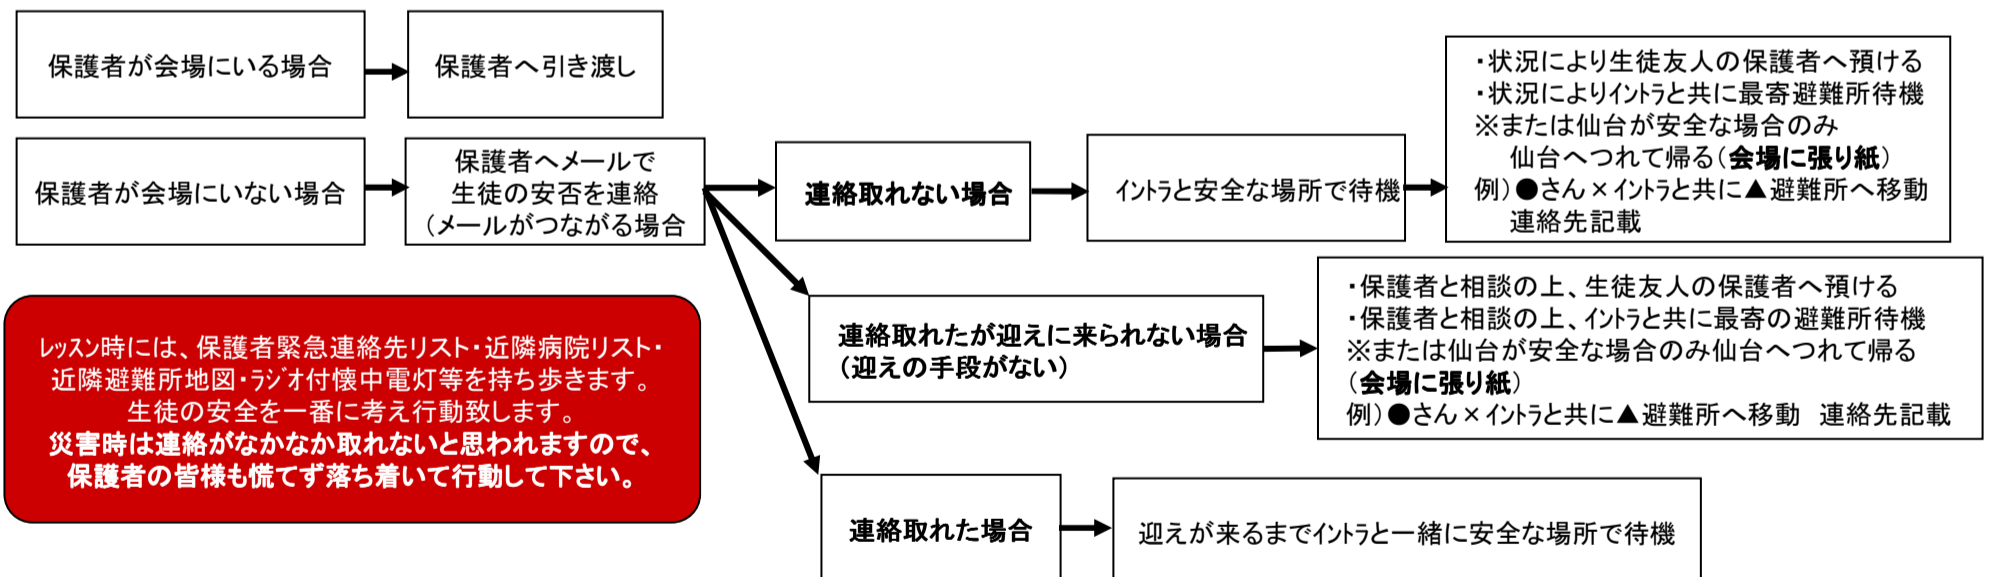 保護者が会場にいる場合
保護者へ引き渡し
保護者が会場にいない場合
保護者へメールで
生徒の安否を連絡
（メールがつながる場合
連絡取れない場合
イントラと安全な場所で待機
・状況により生徒友人の保護者へ預ける
・状況によりイントラと共に最寄避難所待機
※または仙台が安全な場合のみ
仙台へつれて帰る（会場に張り紙）
例）●さん×イントラと共に▲避難所へ移動
連絡先記載
連絡取れたが迎えに来られない場合
（迎えの手段がない）
・保護者と相談の上、生徒友人の保護者へ預ける
・保護者と相談の上、イントラと共に最寄の避難所待機
※または仙台が安全な場合のみ仙台へつれて帰る
（会場に張り紙）
例）●さん×イントラと共に▲避難所へ移動　連絡先記載
連絡取れた場合
迎えが来るまでイントラと一緒に安全な場所で待機
レッスン時には、保護者緊急連絡先リスト・近隣病院リスト・
近隣避難所地図・ラジオ付懐中電灯等を持ち歩きます。
生徒の安全を一番に考え行動致します。
災害時は連絡がなかなか取れないと思われますので、
保護者の皆様も慌てず落ち着いて行動して下さい。